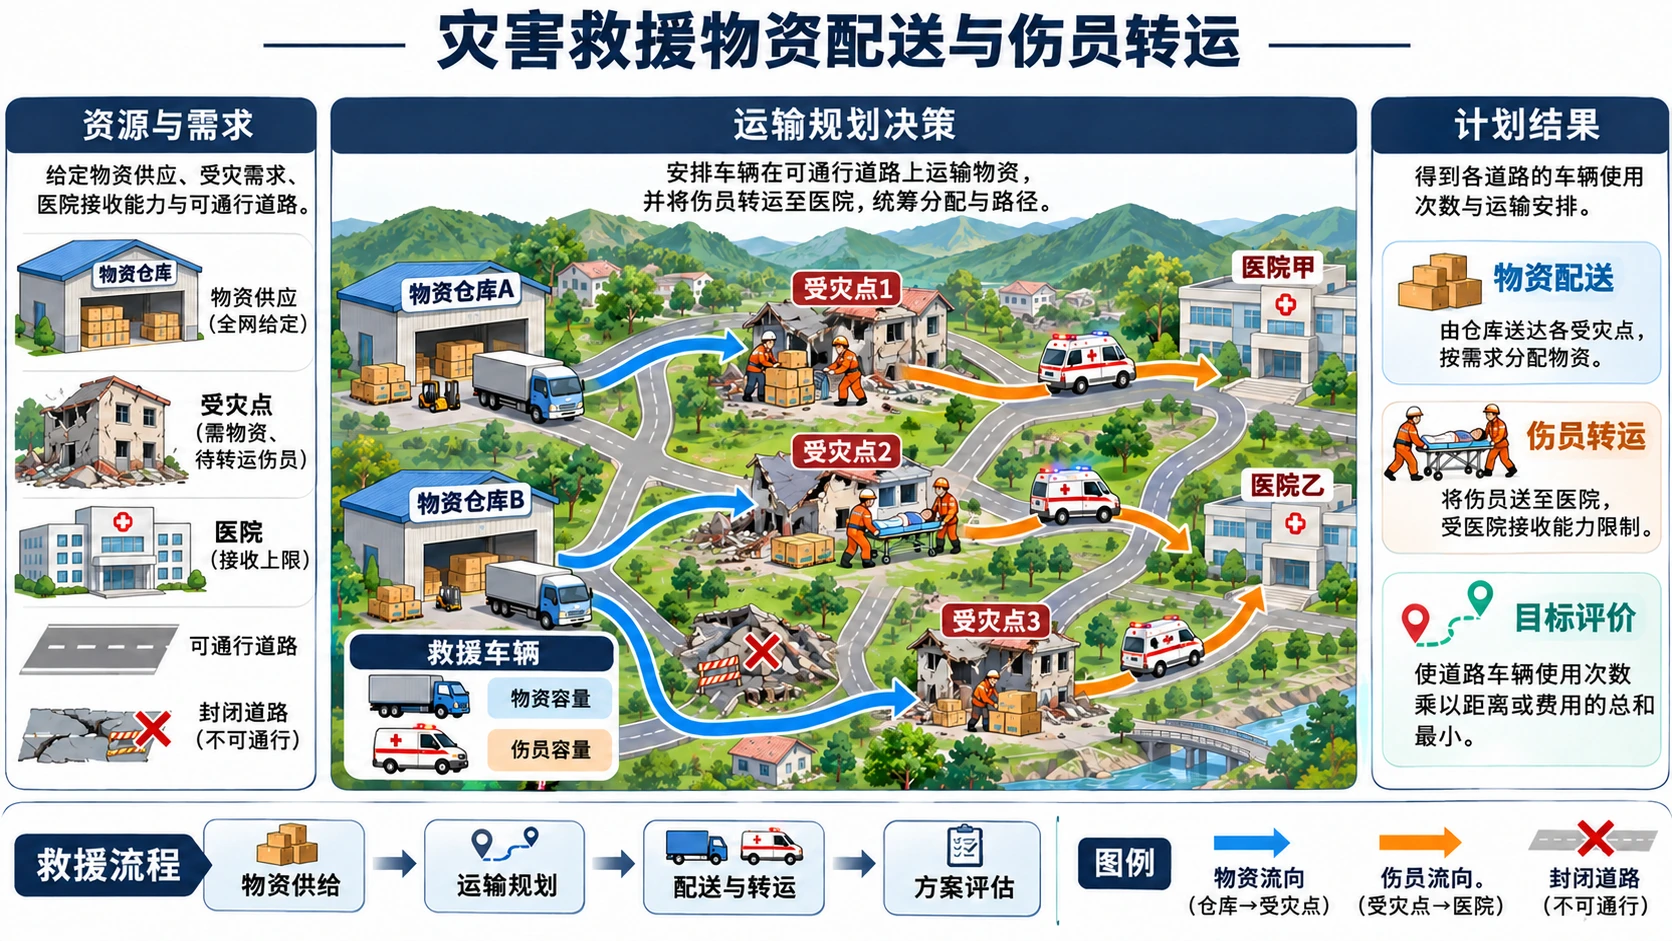 灾害救援物资配送与伤员转运
资源与需求
给定物资供应、受灾需求、
医院接收能力与可通行道路。
物资仓库
物资供应
（全网给定）
受灾点
（需物资、
待转运伤员）
医院
（接收上限）
可通行道路
封闭道路
（不可通行）
运输规划决策
安排车辆在可通行道路上运输物资，
并将伤员转运至医院，统筹分配与路径。
物资仓库A
受灾点1
医院甲
物资仓库B
受灾点2
医院乙
受灾点3
救援车辆
物资容量
伤员容量
计划结果
得到各道路的车辆使用
次数与运输安排。
物资配送
由仓库送达各受灾点，
按需求分配物资。
伤员转运
将伤员送至医院，
受医院接收能力限制。
目标评价
使道路车辆使用次数
乘以距离或费用的总和
最小。
救援流程
物资供给
运输规划
配送与转运
方案评估
图例
物资流向
（仓库→受灾点）
伤员流向。
（受灾点→医院）
封闭道路
（不可通行）